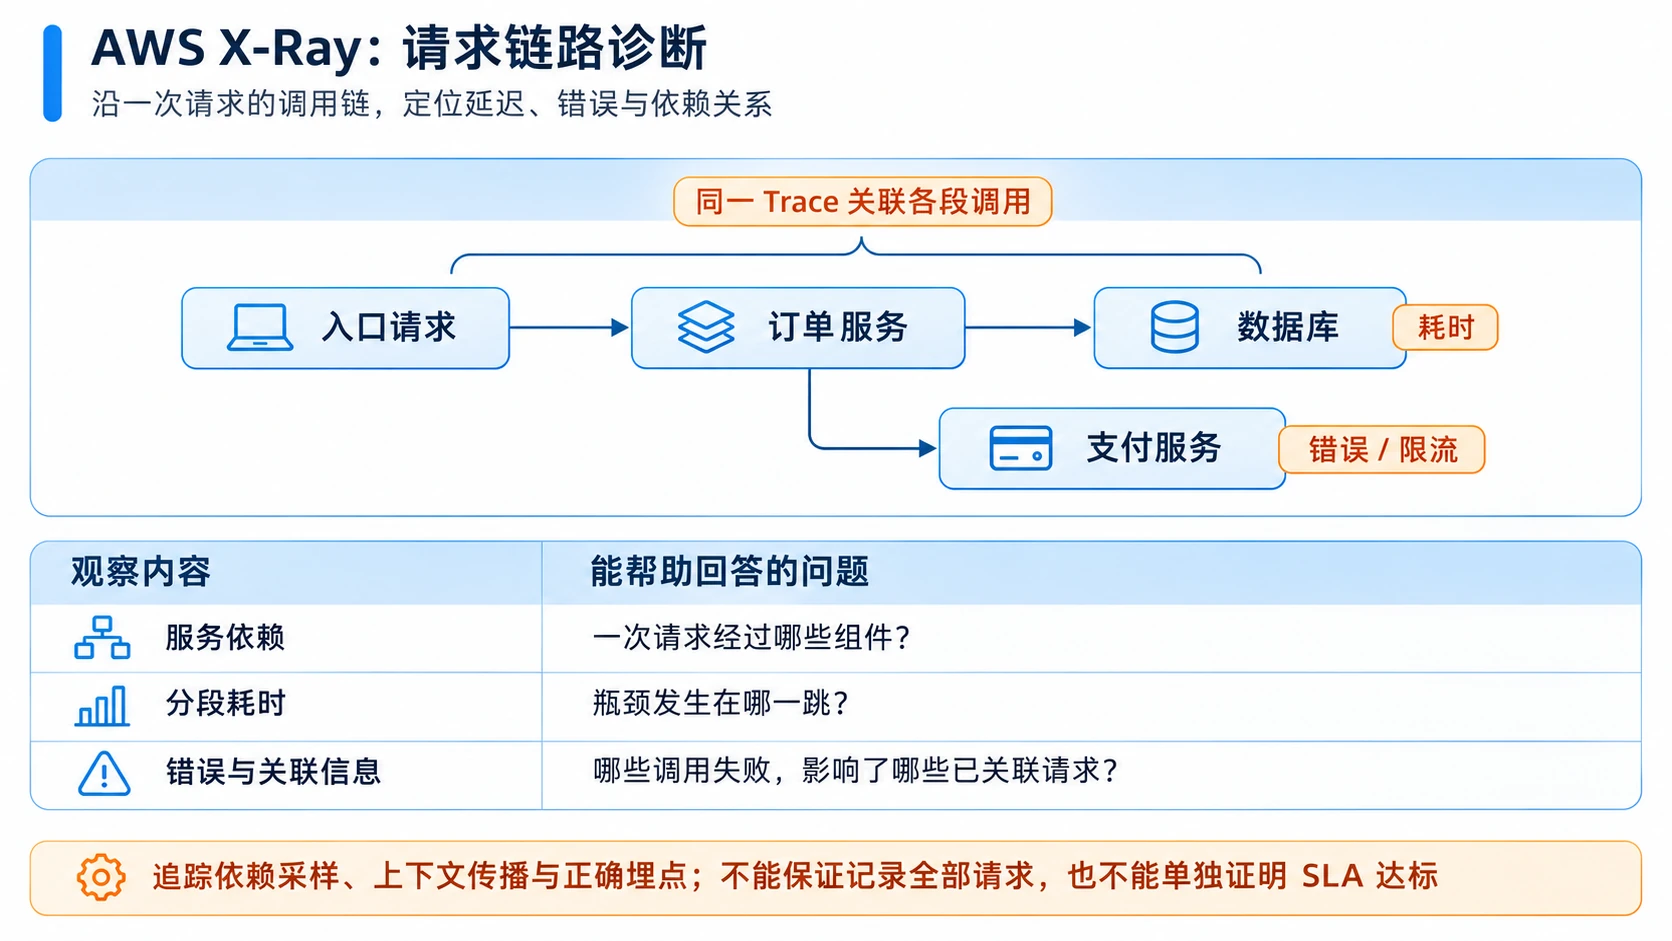 AWS X-Ray：请求链路诊断
沿一次请求的调用链，定位延迟、错误与依赖关系
同一 Trace 关联各段调用
入口请求
订单服务
数据库
耗时
支付服务
错误 / 限流
观察内容
能帮助回答的问题
服务依赖
一次请求经过哪些组件？
分段耗时
瓶颈发生在哪一跳？
错误与关联信息
哪些调用失败，影响了哪些已关联请求？
追踪依赖采样、上下文传播与正确埋点；不能保证记录全部请求，也不能单独证明 SLA 达标